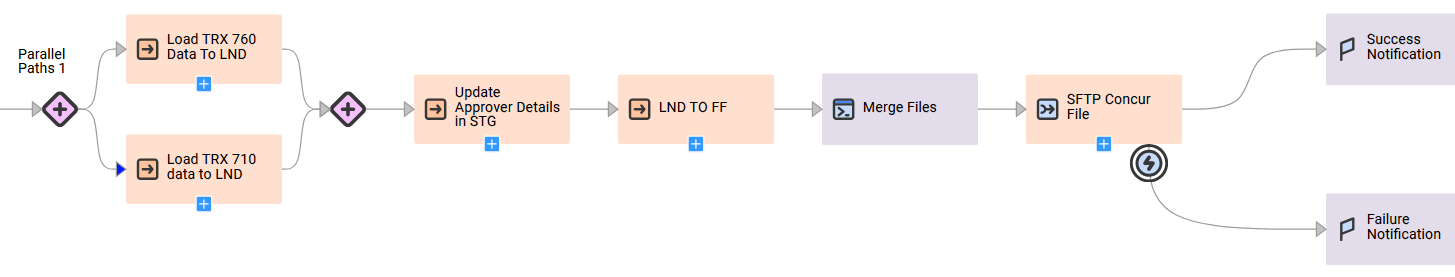 Parallel
Paths 1
Load TRX 760
Data To LND
Load TRX 710
data to LND
Update
Approver Details
in STG
LND TO FF
Merge Files
SFTP Concur
File
Success
Notification
Failure
Notification